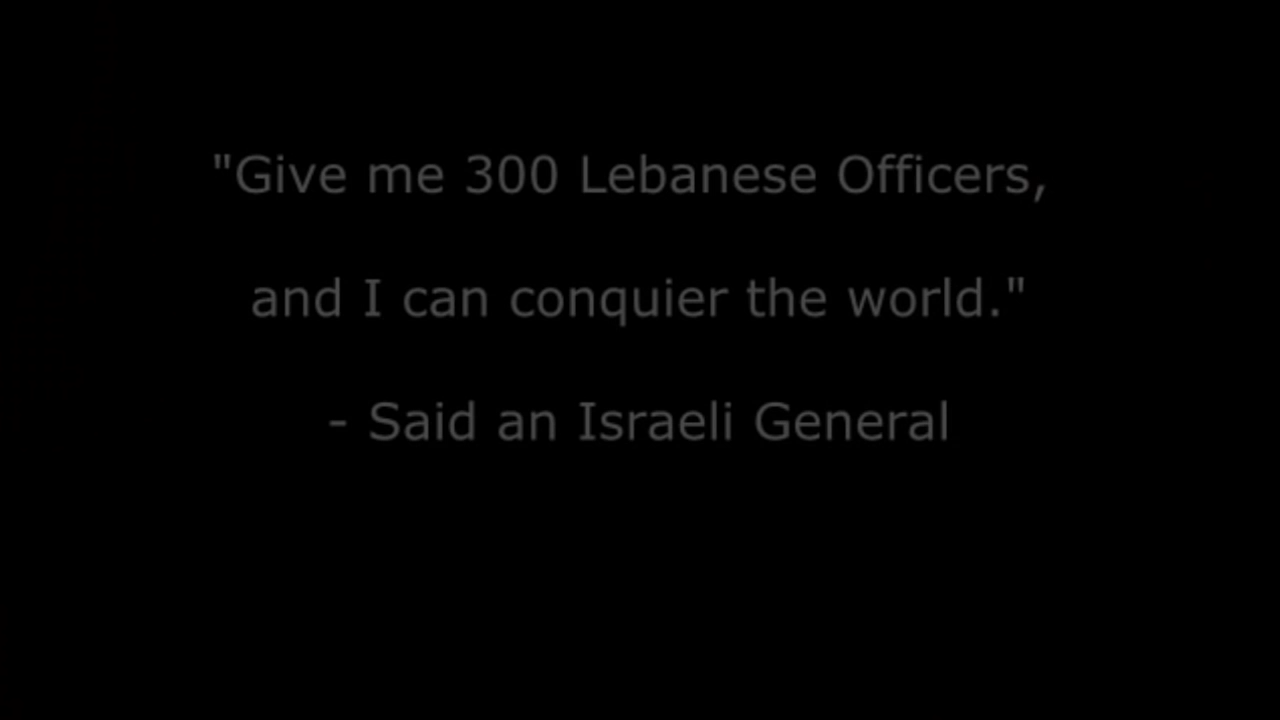 "Give me 300 Lebanese Officers,
and I can conquier the world."
- Said an Israeli General